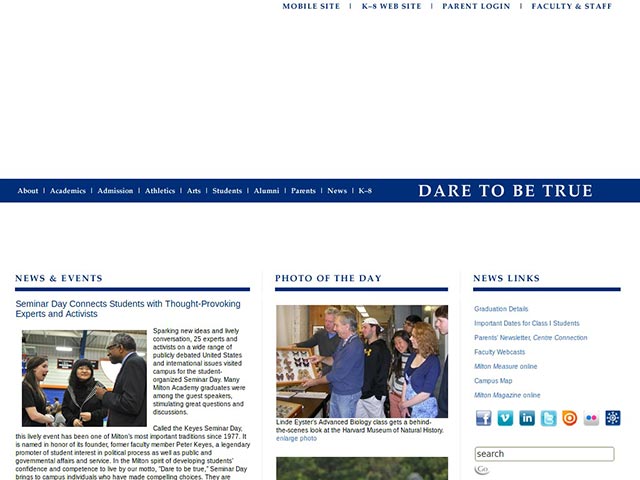 MOBILE SITE | K–8 WEB SITE | PARENT LOGIN | FACULTY & STAFF
About | Academics | Admission | Athletics | Arts | Students | Alumni | Parents | News | K–8
DARE TO BE TRUE
NEWS & EVENTS
Seminar Day Connects Students with Thought-Provoking
Experts and Activists
Sparking new ideas and lively
conversation, 25 experts and
activists on a wide range of
publicly debated United States
and international issues visited
campus for the student-
organized Seminar Day. Many
Milton Academy graduates were
among the guest speakers,
stimulating great questions and
discussions.
Called the Keyes Seminar Day,
this lively event has been one of Milton's most important traditions since 1977. It
is named in honor of its founder, former faculty member Peter Keyes, a legendary
promoter of student interest in political process as well as public and
governmental affairs and service. In the Milton spirit of developing students'
confidence and competence to live by our motto, "Dare to be true," Seminar Day
brings to campus individuals who have made compelling choices. They are
PHOTO OF THE DAY
Linde Eyster's Advanced Biology class gets a behind-
the-scenes look at the Harvard Museum of Natural History.
enlarge photo
NEWS LINKS
Graduation Details
Important Dates for Class I Students
Parents' Newsletter, Centre Connection
Faculty Webcasts
Milton Measure online
Campus Map
Milton Magazine online
search
Go